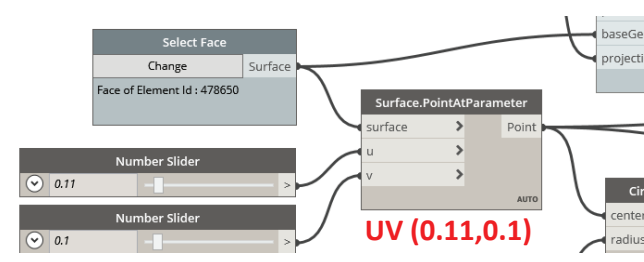 Select Face
Change
Surface
Face of Element Id : 478650
baseGe
projecti
Surface.PointAtParameter
surface >
Point
u >
v >
AUTO
Number Slider
0.11 >
Number Slider
0.1 >
UV (0.11,0.1)
Cir
center
radius